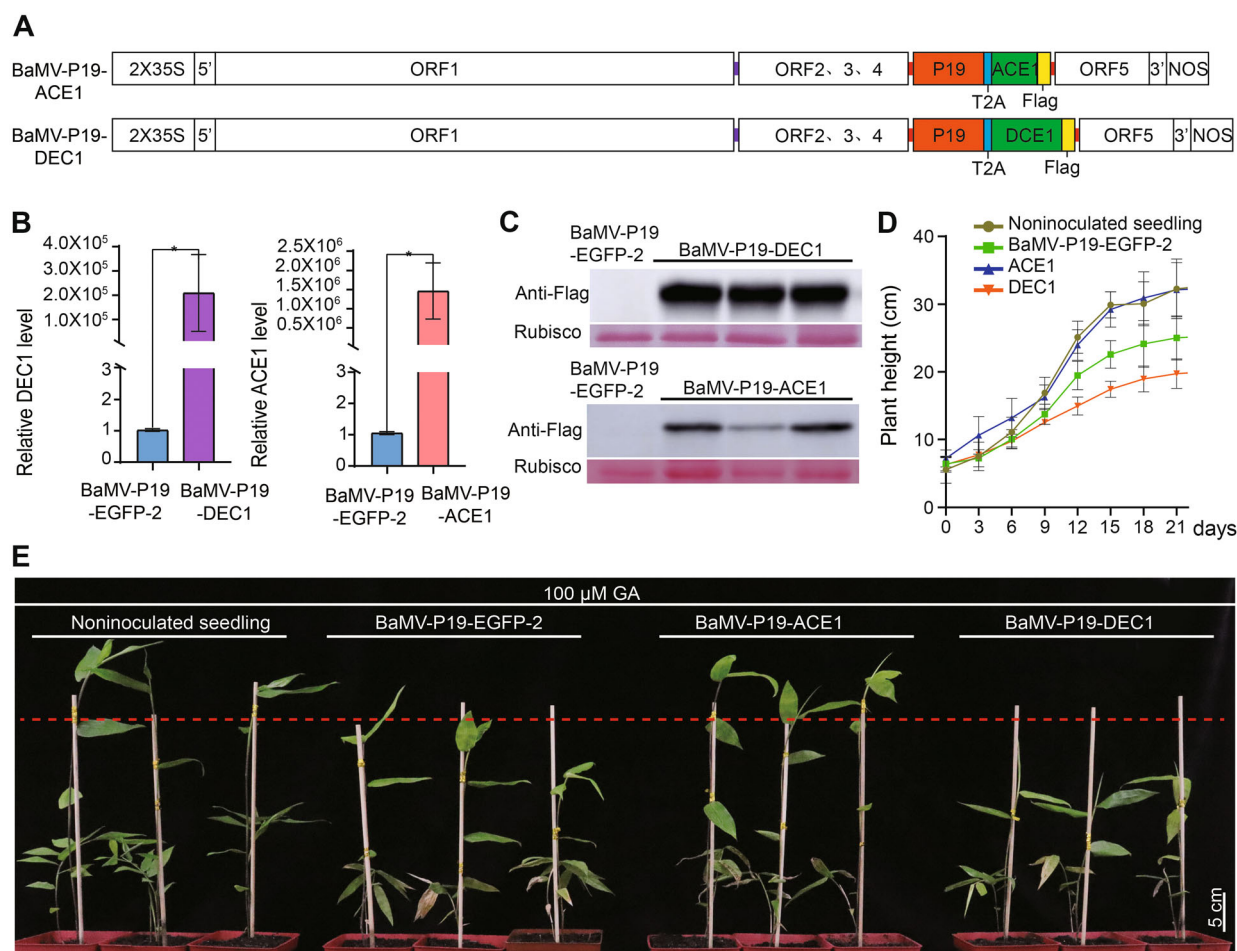 A
BaMV-P19-
ACE1
2X35S 5’ ORF1 ORF2、3、4 P19 ACE1 ORF5 3’ NOS
T2A Flag
BaMV-P19-
DEC1
2X35S 5’ ORF1 ORF2、3、4 P19 DCE1 ORF5 3’ NOS
T2A Flag
B
Relative DEC1 level
4.0X10⁵
3.0X10⁵
2.0X10⁵
1.0X10⁵
3
2
1
0
*
BaMV-P19
-EGFP-2
BaMV-P19
-DEC1
Relative ACE1 level
2.5X10⁶
2.0X10⁶
1.5X10⁶
1.0X10⁶
0.5X10⁶
3
2
1
0
*
BaMV-P19
-EGFP-2
BaMV-P19
-ACE1
C
BaMV-P19
-EGFP-2
BaMV-P19-DEC1
Anti-Flag
Rubisco
BaMV-P19
-EGFP-2
BaMV-P19-ACE1
Anti-Flag
Rubisco
D
Noninoculated seedling
BaMV-P19-EGFP-2
ACE1
DEC1
Plant height (cm)
40
30
20
10
0
0 3 6 9 12 15 18 21 days
E
100 µM GA
Noninoculated seedling BaMV-P19-EGFP-2 BaMV-P19-ACE1 BaMV-P19-DEC1
5 cm